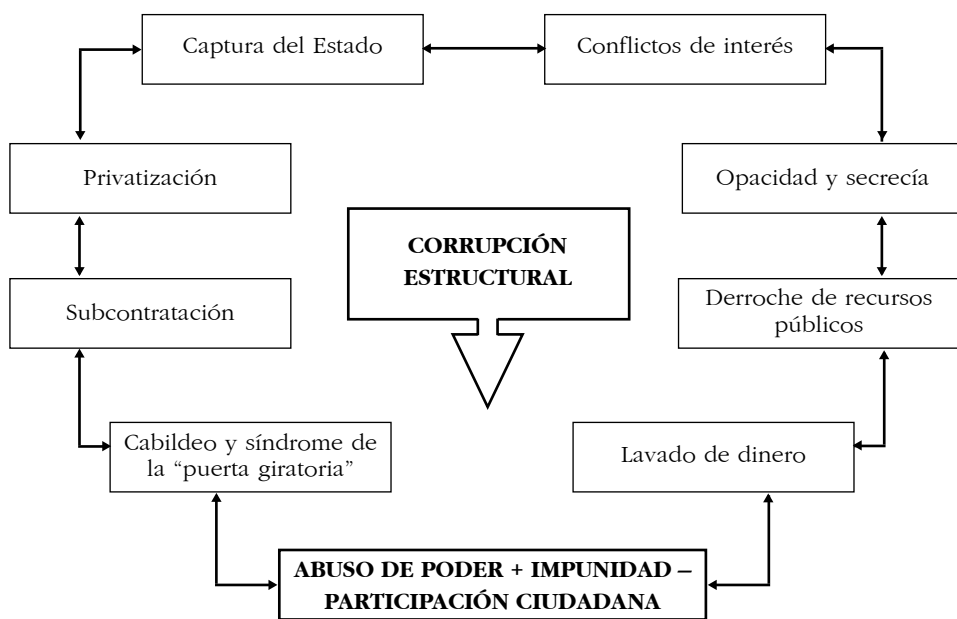 Captura del Estado
Conflictos de interés
Privatización
Opacidad y secrecía
CORRUPCIÓN
ESTRUCTURAL
Subcontratación
Derroche de recursos
públicos
Cabildeo y síndrome de
la “puerta giratoria”
Lavado de dinero
ABUSO DE PODER + IMPUNIDAD –
PARTICIPACIÓN CIUDADANA